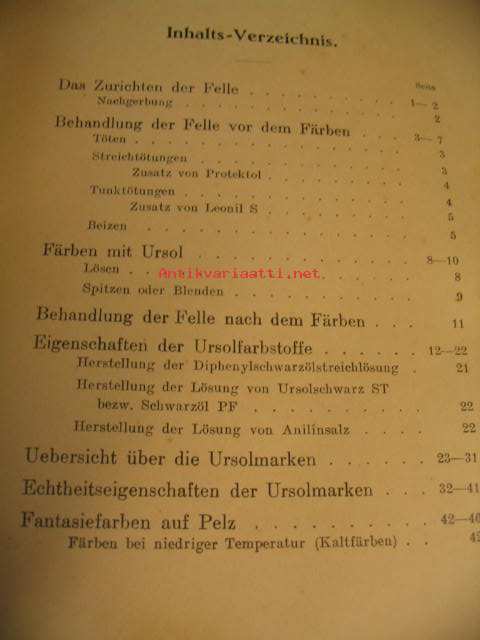 Inhalts-Verzeichnis.
Seite
Das Zurichten der Felle . . . . . . . . 1— 2
Nachgerbung . . . . . . . . . . 2
Behandlung der Felle vor dem Färben . . . . 3— 7
Töten . . . . . . . . . . . 3
Streichtötungen . . . . . . . . . 3
Zusatz von Protektol . . . . . . . 4
Tunktötungen . . . . . . . . . 4
Zusatz von Leonil S . . . . . . . 5
Beizen . . . . . . . . . . . 5
Färben mit Ursol . . . . . . . . . 8—10
Lösen . . . . . . . . . . . 8
Antikvariaatti.net
Spitzen oder Blenden . . . . . . . . 9
Behandlung der Felle nach dem Färben . . . 11
Eigenschaften der Ursolfarbstoffe . . . . . 12—22
Herstellung der Diphenylschwarzölstreichlösung . 21
Herstellung der Lösung von Ursolschwarz ST
bezw. Schwarzöl PF . . . . . . . . 22
Herstellung der Lösung von Anilinsalz . . . . 22
Uebersicht über die Ursolmarken . . . . . . 23—31
Echtheitseigenschaften der Ursolmarken . . . . 32—41
Fantasiefarben auf Pelz . . . . . . . . 42—
Färben bei niedriger Temperatur (Kaltfärben) . . 42